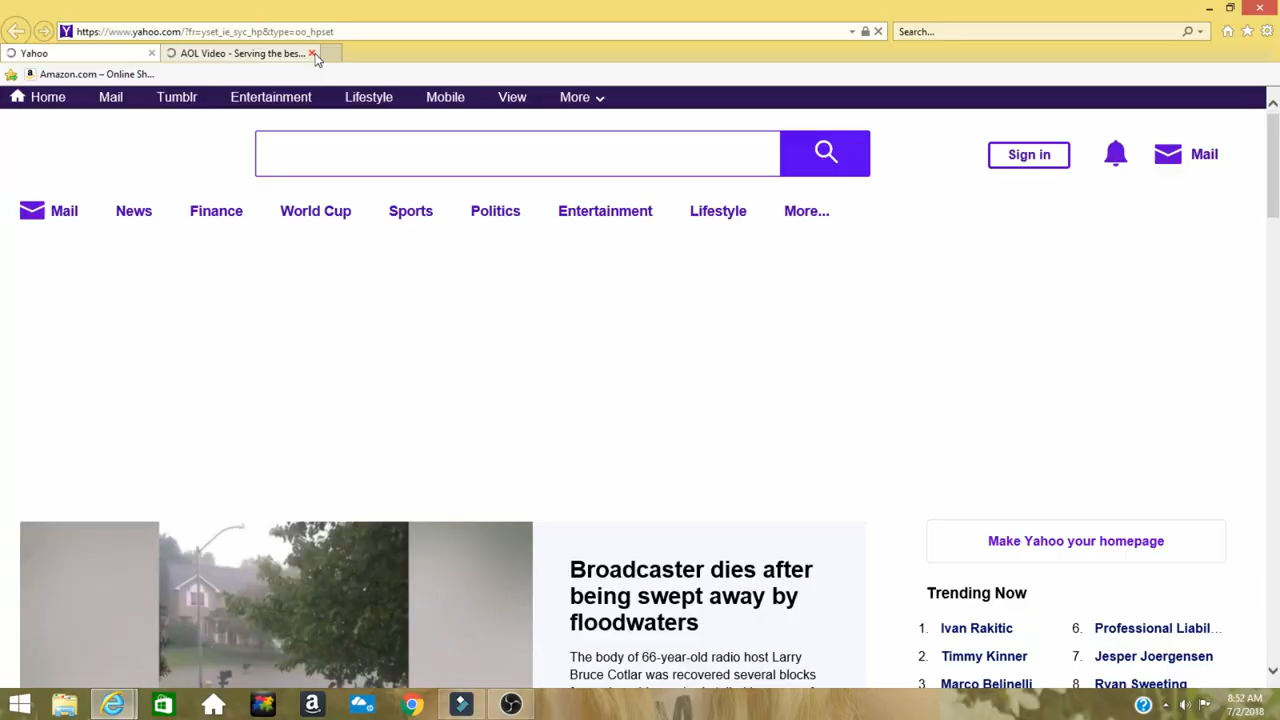 https://www.yahoo.com/?fr=yset_ie_syc_hp&type=oo_hpset
Search...
Yahoo
AOL Video - Serving the bes...
Amazon.com – Online Sh...
Home Mail Tumblr Entertainment Lifestyle Mobile View More
Sign in
Mail
Mail News Finance World Cup Sports Politics Entertainment Lifestyle More...
Broadcaster dies after
being swept away by
floodwaters
The body of 66-year-old radio host Larry
Bruce Cotlar was recovered several blocks
Make Yahoo your homepage
Trending Now
1. Ivan Rakitic
2. Timmy Kinner
3. Marco Belinelli
6. Professional Liabil...
7. Jesper Joergensen
8 Ryan Sweeting
8:52 AM
7/2/2018